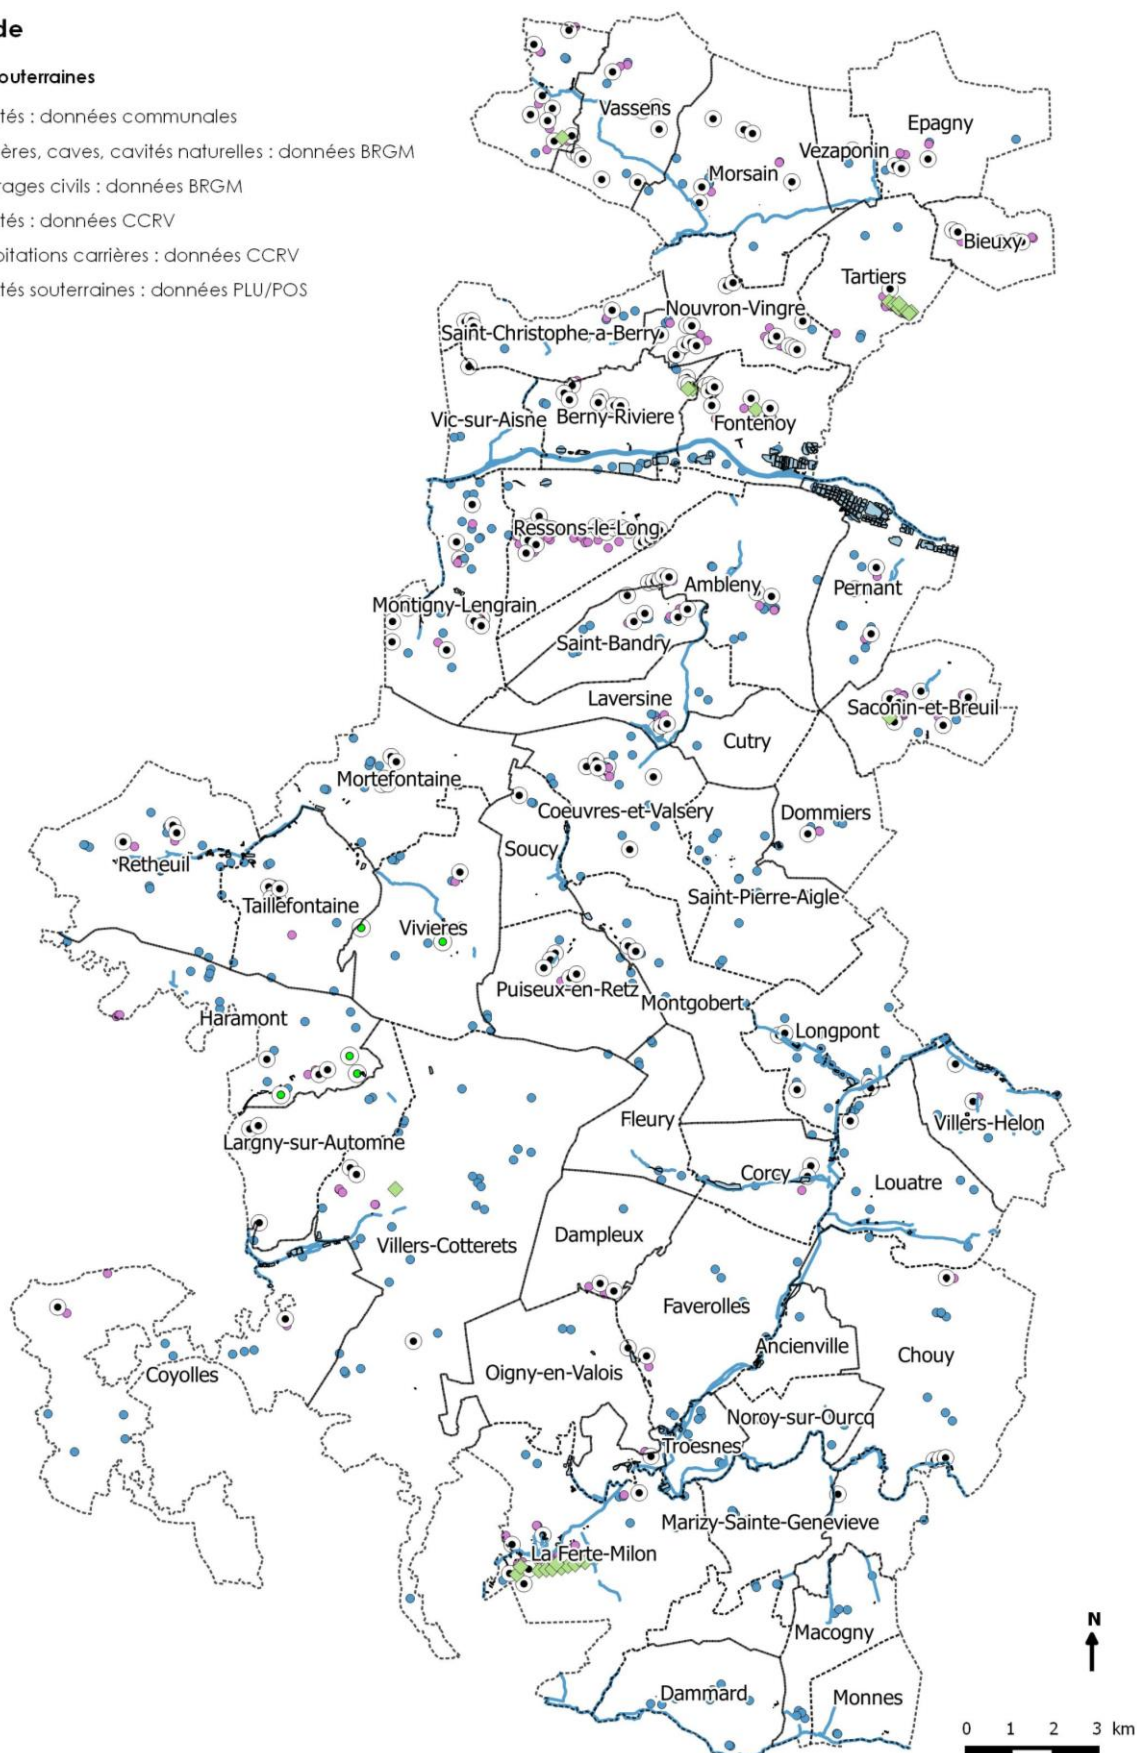 de
outerraines
tés : données communales
ières, caves, cavités naturelles : données BRGM
rages civils : données BRGM
tés : données CCRV
oitations carrières : données CCRV
tés souterraines : données PLU/POS
Vassens
Epagny
Vezaponin
Morsain
Bieuxy
Tartiers
Nouvron-Vingre
Saint-Christophe-a-Berry
Vic-sur-Aisne
Berny-Riviere
Fontenoy
Ressons-le-Long
Ambleny
Pernant
Montigny-Lengrain
Saint-Bandry
Laversine
Saconin-et-Breuil
Cutry
Mortefontaine
Coeuvres-et-Valsery
Dommiers
Soucy
Retheuil
Saint-Pierre-Aigle
Taillefontaine
Vivieres
Puiseux-en-Retz
Montgobert
Haramont
Longpont
Fleury
Villers-Helon
Largny-sur-Automne
Corcy
Louatre
Dampleux
Villers-Cotterets
Faverolles
Ancienville
Chouy
Oigny-en-Valois
Coyolles
Noroy-sur-Ourcq
Troesnes
Marizy-Sainte-Genevieve
La Ferte-Milon
N
Macogny
Dammard
Monnes
0 1 2 3 km